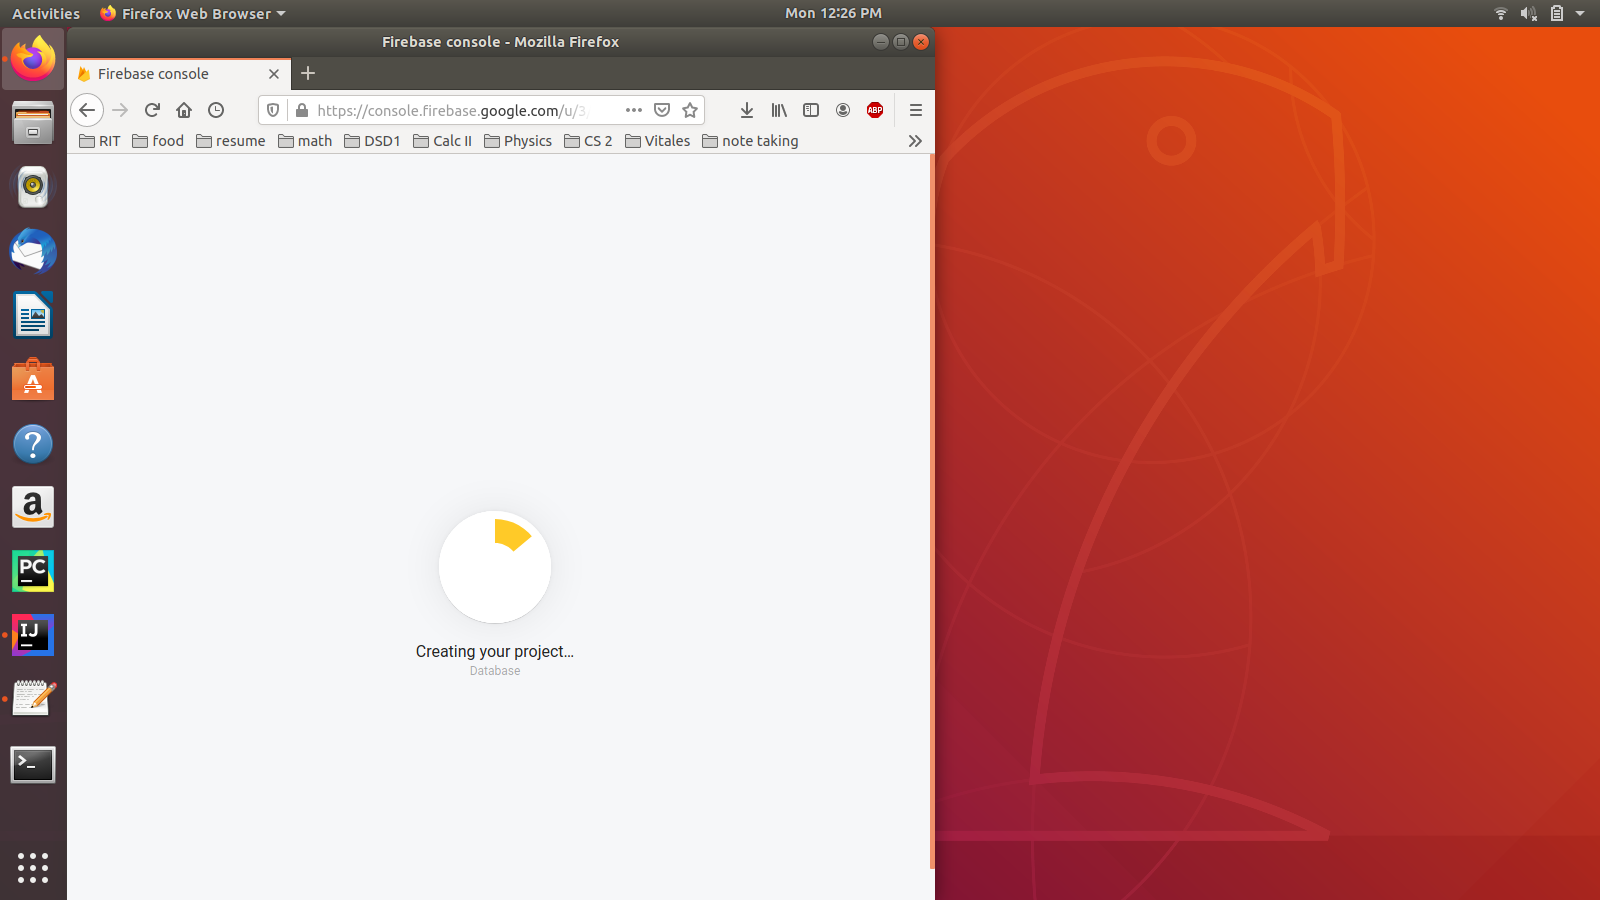 Activities
Firefox Web Browser
Mon 12:26 PM
Firebase console - Mozilla Firefox
Firebase console
https://console.firebase.google.com/u/3
ABP
RIT
food
resume
math
DSD1
Calc II
Physics
CS 2
Vitales
note taking
A
?
a
PC
IJ
>_
Creating your project...
Database